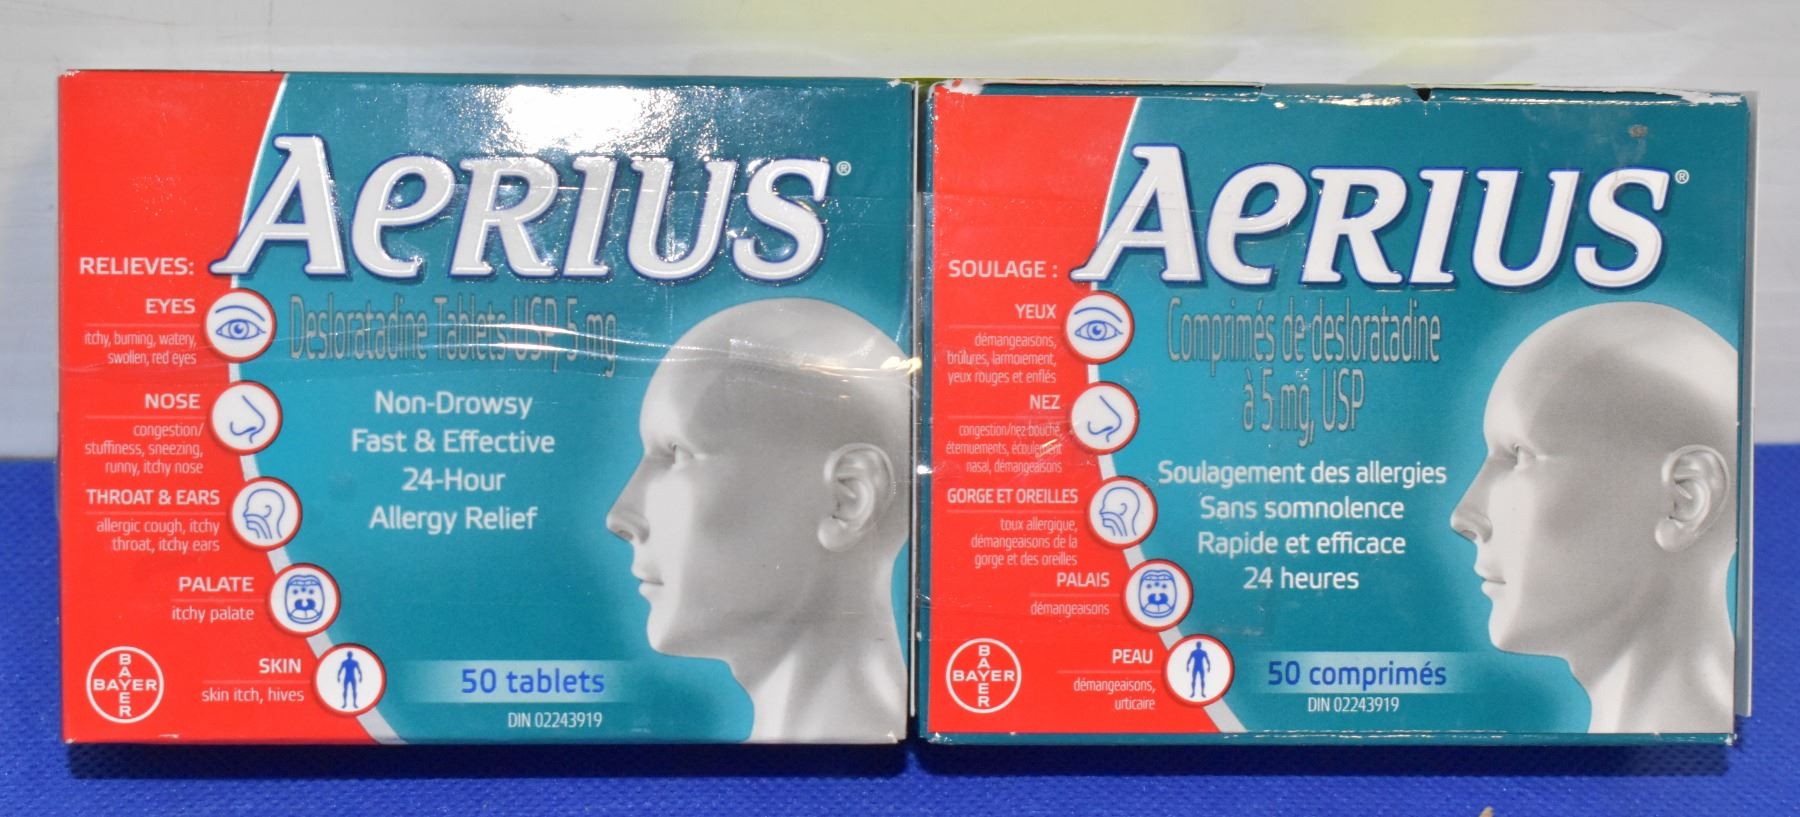 AERIUS®
RELIEVES:
EYES
itchy, burning, watery,
swollen, red eyes
Desloratadine Tablets USP 5 mg
Non-Drowsy
Fast & Effective
24-Hour
Allergy Relief
NOSE
congestion/
stuffiness, sneezing,
runny, itchy nose
THROAT & EARS
allergic cough, itchy
throat, itchy ears
PALATE
itchy palate
SKIN
skin itch, hives
BAYER
BAYER
50 tablets
DIN 02243919
AERIUS®
SOULAGE :
YEUX
démangeaisons,
brûlures, larmoiement,
yeux rouges et enflés
Comprimés de desloratadine
à 5 mg, USP
Soulagement des allergies
Sans somnolence
Rapide et efficace
24 heures
NEZ
congestion/nez bouché,
éternuements, écoulement
nasal, démangeaisons
GORGE ET OREILLES
toux allergique,
démangeaisons de la
gorge et des oreilles
PALAIS
démangeaisons
PEAU
démangeaisons,
urticaire
BAYER
BAYER
50 comprimés
DIN 02243919